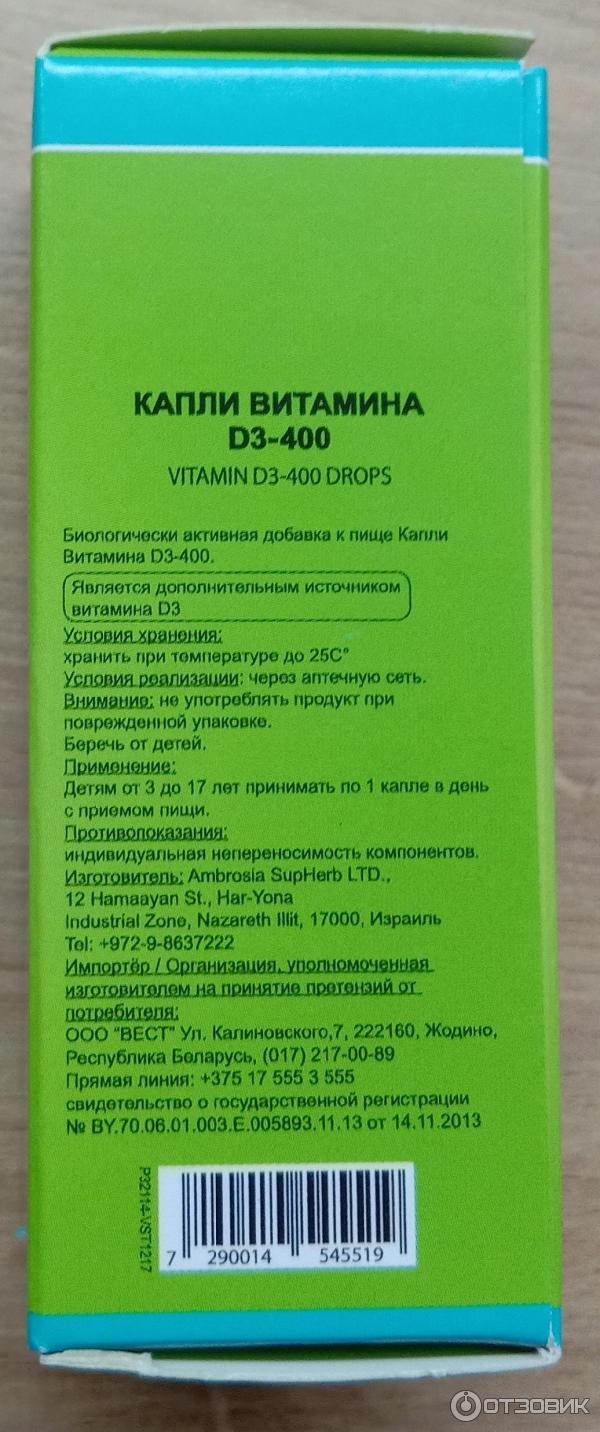 КАПЛИ ВИТАМИНА
D3-400
VITAMIN D3-400 DROPS
Биологически активная добавка к пище Капли
Витамина D3-400.
Является дополнительным источником
витамина D3
Условия хранения:
хранить при температуре до 25С°
Условия реализации: через аптечную сеть.
Внимание: не употреблять продукт при
поврежденной упаковке.
Беречь от детей.
Применение:
Детям от 3 до 17 лет принимать по 1 капле в день
с приемом пищи.
Противопоказания:
индивидуальная непереносимость компонентов.
Изготовитель: Ambrosia SupHerb LTD.,
12 Hamaayan St., Har-Yona
Industrial Zone, Nazareth Illit, 17000, Израиль
Tel: +972-9-8637222
Импортёр / Организация, уполномоченная
изготовителем на принятие претензий от
потребителя:
ООО "ВЕСТ" Ул. Калиновского,7, 222160, Жодино,
Республика Беларусь, (017) 217-00-89
Прямая линия: +375 17 555 3 555
свидетельство о государственной регистрации
№ BY.70.06.01.003.E.005893.11.13 от 14.11.2013
P32114-VST1217
7 290014 545519
ОТЗОВИК